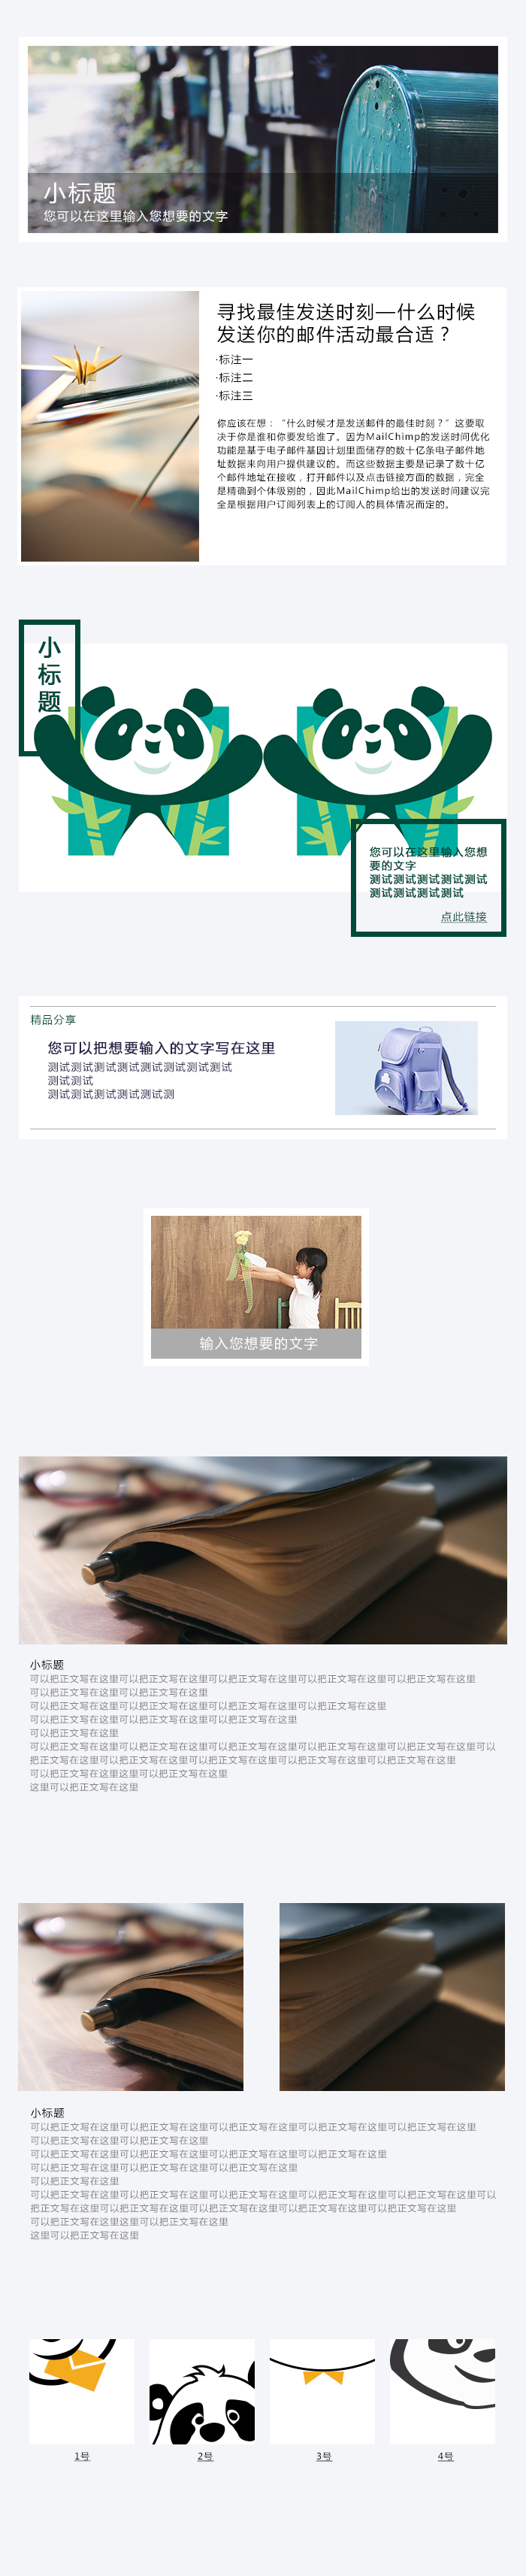 小标题
您可以在这里输入您想要的文字
寻找最佳发送时刻—什么时候
发送你的邮件活动最合适？
·标注一
·标注二
·标注三
你应该在想：“什么时候才是发送邮件的最佳时刻？”这要取
决于你是谁和你要发给谁了。因为MailChimp的发送时间优化
功能是基于电子邮件基因计划里面储存的数十亿条电子邮件地
址数据来向用户提供建议的。而这些数据主要是记录了数十亿
个邮件地址在接收，打开邮件以及点击链接方面的数据，完全
是精确到个体级别的，因此MailChimp给出的发送时间建议完
全是根据用户订阅列表上的订阅人的具体情况而定的。
小
标
题
您可以在这里输入您想
要的文字
测试测试测试测试测试
测试测试测试测试
点此链接
精品分享
您可以把想要输入的文字写在这里
测试测试测试测试测试测试测试测试
测试测试
测试测试测试测试测试测
输入您想要的文字
小标题
可以把正文写在这里可以把正文写在这里可以把正文写在这里可以把正文写在这里可以把正文写在这里
可以把正文写在这里可以把正文写在这里
可以把正文写在这里可以把正文写在这里可以把正文写在这里可以把正文写在这里
可以把正文写在这里可以把正文写在这里可以把正文写在这里
可以把正文写在这里
可以把正文写在这里可以把正文写在这里可以把正文写在这里可以把正文写在这里可以把正文写在这里可以
把正文写在这里可以把正文写在这里可以把正文写在这里可以把正文写在这里可以把正文写在这里
可以把正文写在这里这里可以把正文写在这里
这里可以把正文写在这里
小标题
可以把正文写在这里可以把正文写在这里可以把正文写在这里可以把正文写在这里可以把正文写在这里
可以把正文写在这里可以把正文写在这里
可以把正文写在这里可以把正文写在这里可以把正文写在这里可以把正文写在这里
可以把正文写在这里可以把正文写在这里可以把正文写在这里
可以把正文写在这里
可以把正文写在这里可以把正文写在这里可以把正文写在这里可以把正文写在这里可以把正文写在这里可以
把正文写在这里可以把正文写在这里可以把正文写在这里可以把正文写在这里可以把正文写在这里
可以把正文写在这里这里可以把正文写在这里
这里可以把正文写在这里
1号
2号
3号
4号